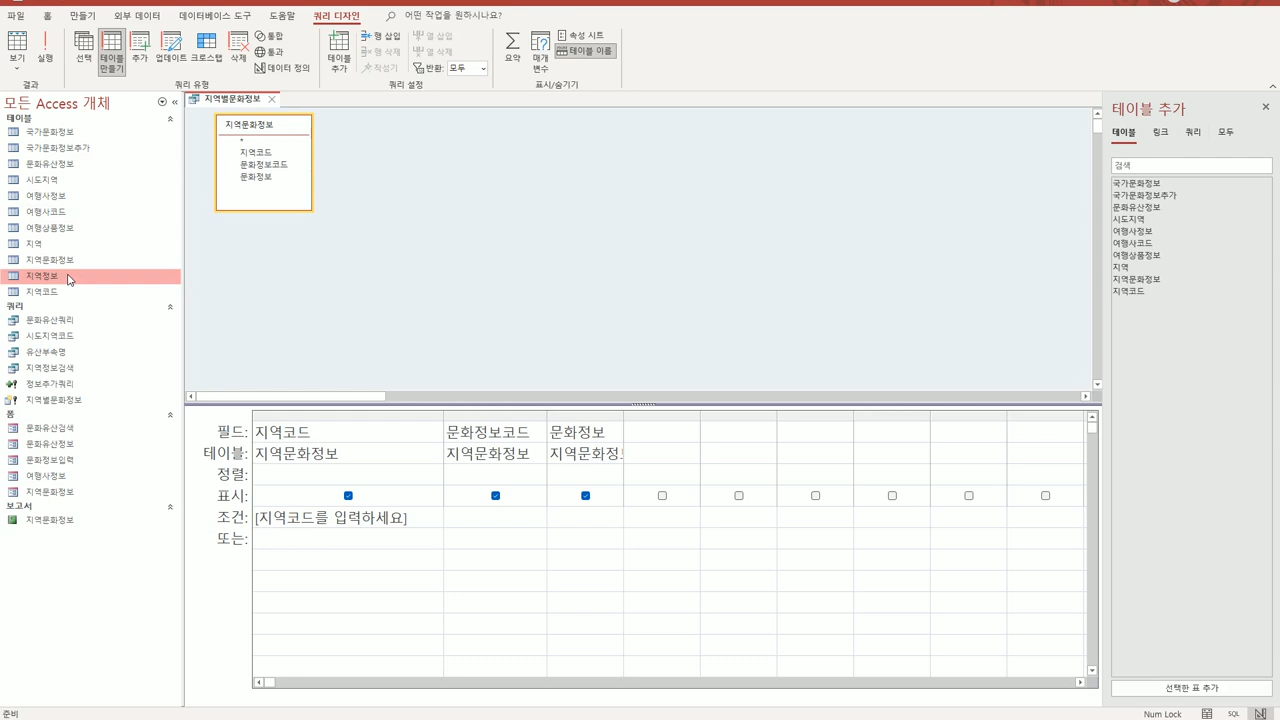 파일 홈 만들기 외부 데이터 데이터베이스 도구 도움말 쿼리 디자인 어떤 작업을 원하시나요?
보기 실행
결과
선택 테이블 만들기 추가 업데이트 크로스탭 삭제
통합
통과
데이터 정의
쿼리 유형
테이블 추가
행 삽입
행 삭제
작성기
열 삽입
열 삭제
반환: 모두
쿼리 설정
요약 매개 변수
속성 시트
테이블 이름
표시/숨기기
모든 Access 개체
테이블
국가문화정보
국가문화정보추가
문화유산정보
시도지역
여행사정보
여행사코드
여행상품정보
지역
지역문화정보
지역정보
지역코드
쿼리
문화유산쿼리
시도지역코드
유산부속명
지역정보검색
정보추가쿼리
지역별문화정보
폼
문화유산검색
문화유산정보
문화정보입력
여행사정보
지역문화정보
보고서
지역문화정보
지역별문화정보
지역문화정보
*
지역코드
문화정보코드
문화정보
필드: 지역코드 문화정보코드 문화정보
테이블: 지역문화정보 지역문화정보 지역문화정보
정렬:
표시:
조건: [지역코드를 입력하세요]
또는:
테이블 추가
테이블 링크 쿼리 모두
검색
국가문화정보
국가문화정보추가
문화유산정보
시도지역
여행사정보
여행사코드
여행상품정보
지역
지역문화정보
지역코드
선택한 표 추가
준비
Num Lock SQL